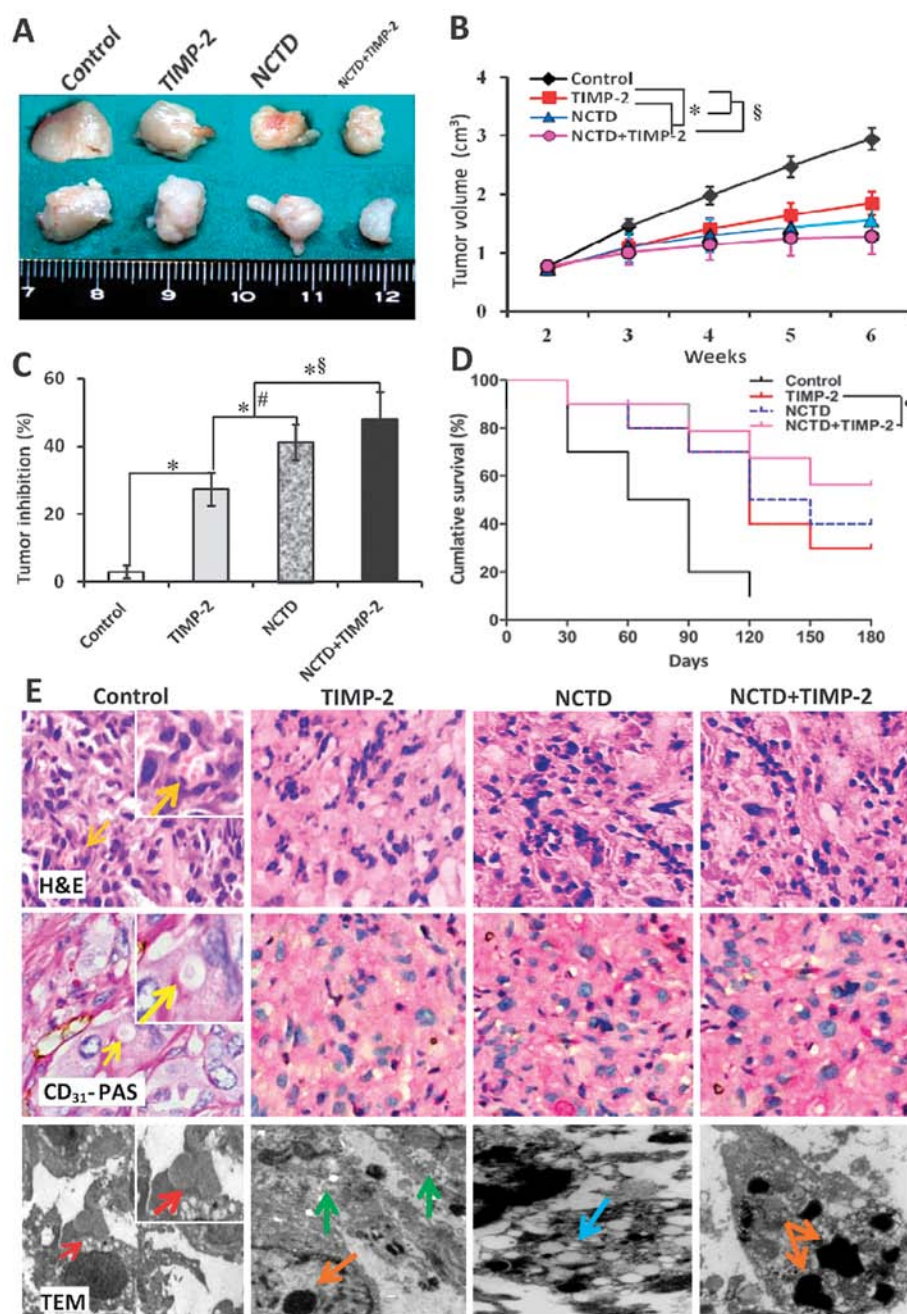 A
Control TIMP-2 NCTD NCTD+TIMP-2
7 8 9 10 11 12
B
Control
TIMP-2
NCTD
NCTD+TIMP-2
* §
Tumor volume (cm³)
4
3
2
1
0
2 3 4 5 6
Weeks
C
Tumor inhibition (%)
60
40
20
0
* *# *§
Control TIMP-2 NCTD NCTD+TIMP-2
D
Control
TIMP-2
NCTD
NCTD+TIMP-2
Cumlative survival (%)
100
80
60
40
20
0 30 60 90 120 150 180
Days
E
Control TIMP-2 NCTD NCTD+TIMP-2
H&E
CD31-PAS
TEM